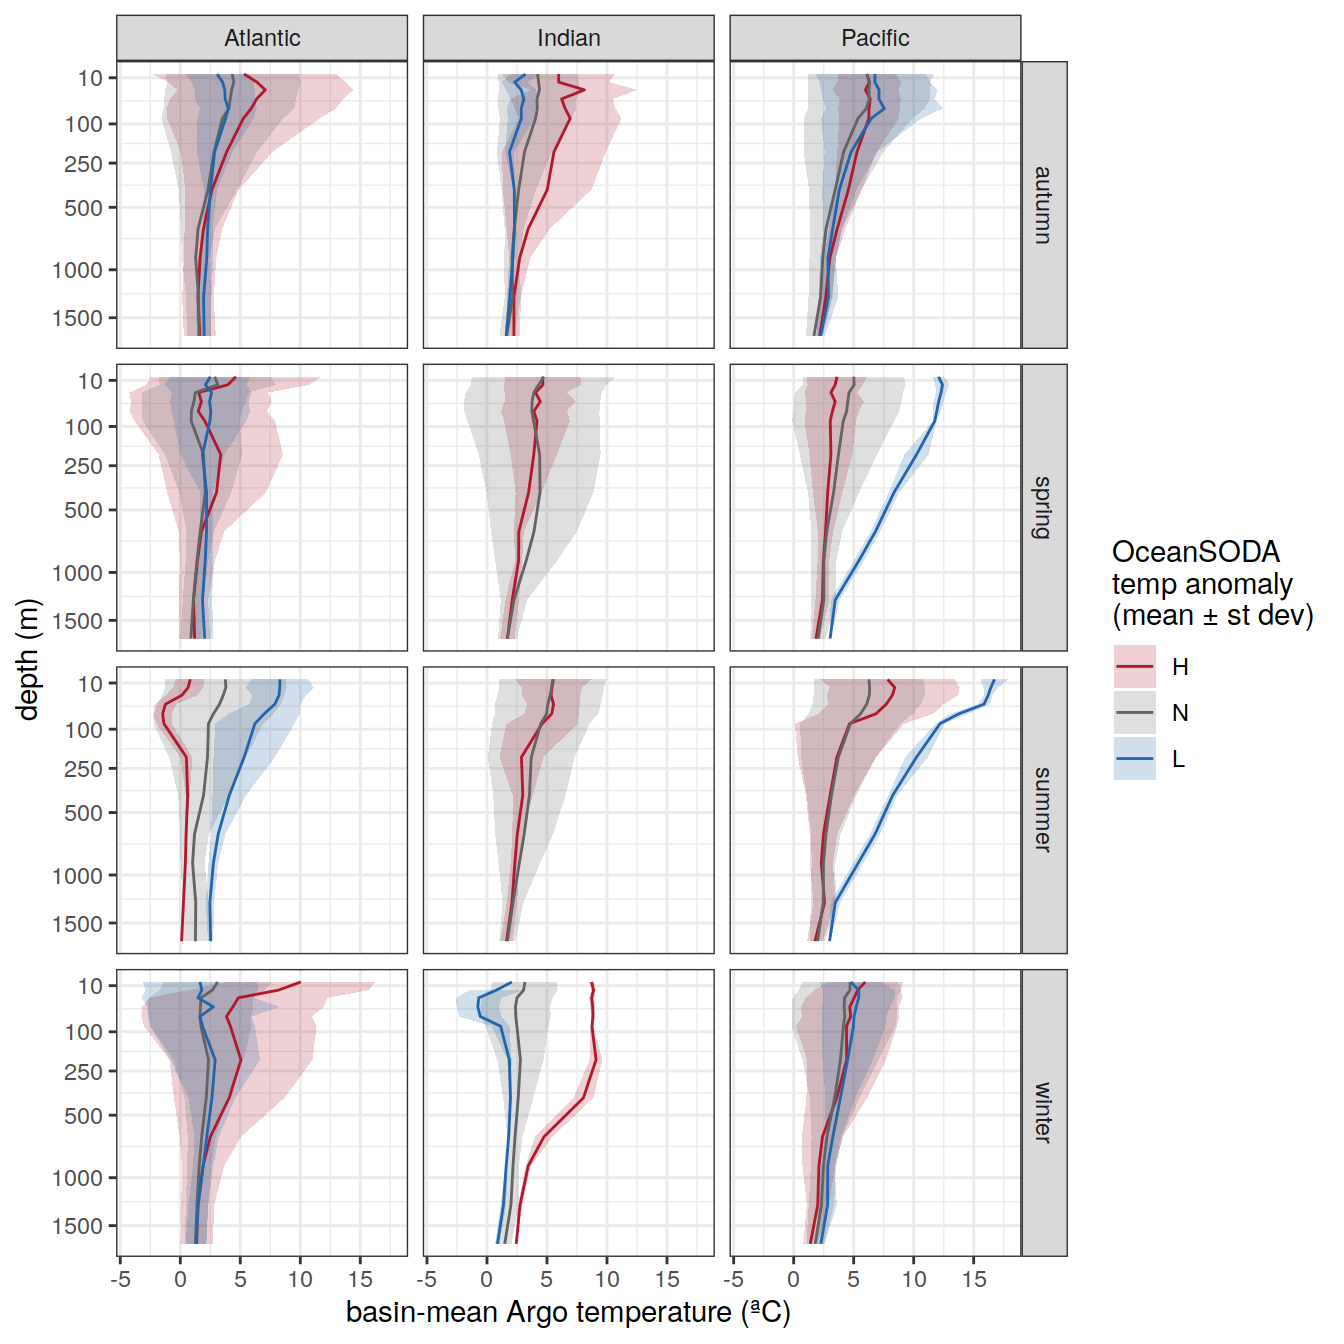 Atlantic
Indian
Pacific
10
100
250
500
1000
1500
autumn
10
100
250
500
1000
1500
spring
10
100
250
500
1000
1500
summer
10
100
250
500
1000
1500
winter
-5 0 5 10 15
-5 0 5 10 15
-5 0 5 10 15
depth (m)
basin-mean Argo temperature (ªC)
OceanSODA
temp anomaly
(mean ± st dev)
H
N
L